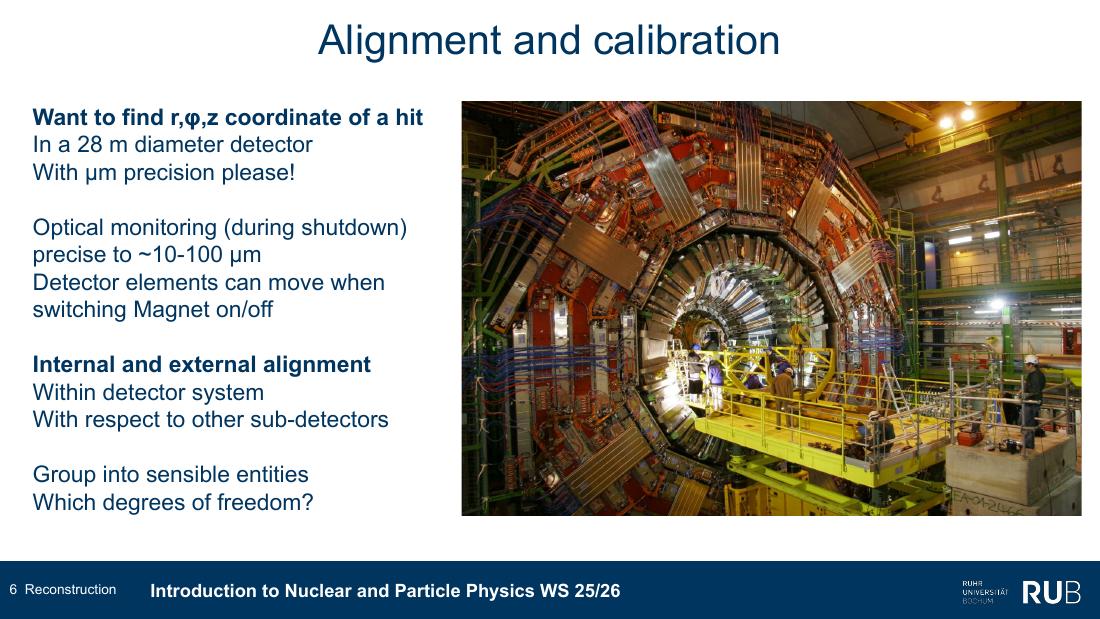 Alignment and calibration
Want to find r,φ,z coordinate of a hit
In a 28 m diameter detector
With μm precision please!
Optical monitoring (during shutdown)
precise to ~10-100 μm
Detector elements can move when
switching Magnet on/off
Internal and external alignment
Within detector system
With respect to other sub-detectors
Group into sensible entities
Which degrees of freedom?
6 Reconstruction
Introduction to Nuclear and Particle Physics WS 25/26
RUHR
UNIVERSITÄT
BOCHUM
RUB